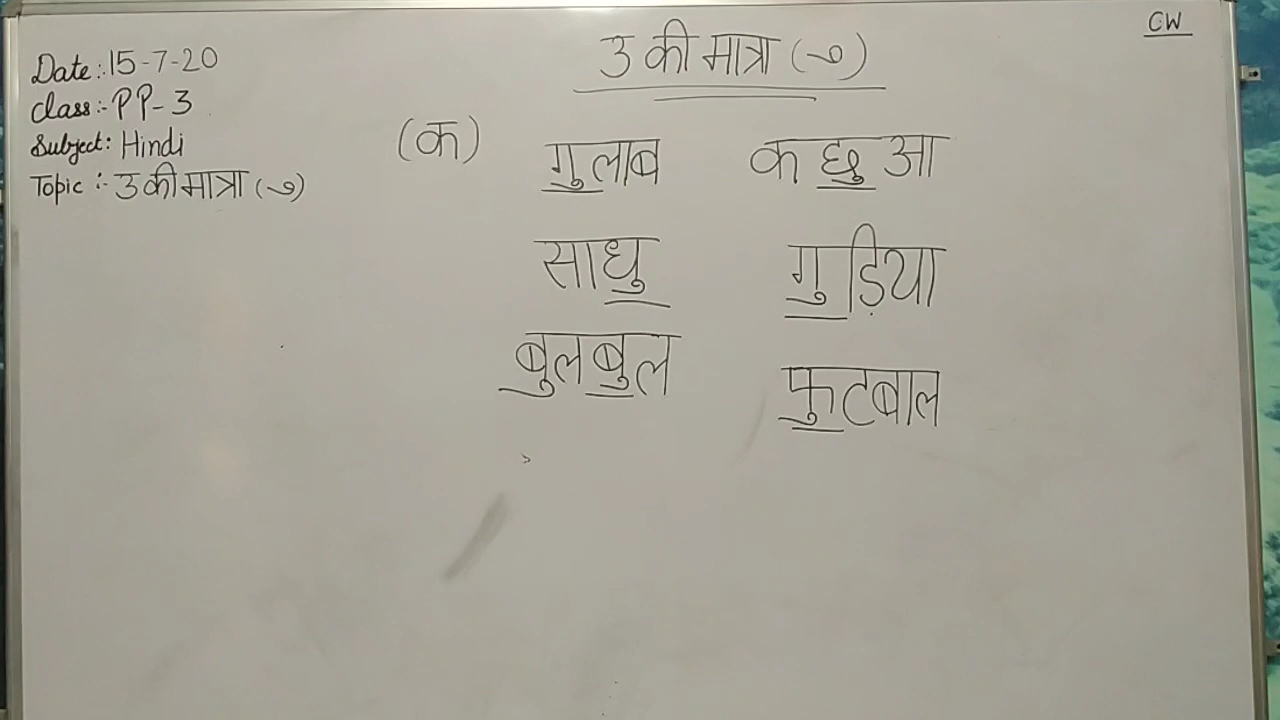 CW
Date:- 15-7-20
Class:- PP-3
Subject: Hindi
Topic :- उ की मात्रा ( ु )
उ की मात्रा ( ु )
(क) गुलाब कछुआ
साधु गुड़िया
बुलबुल फुटबाल